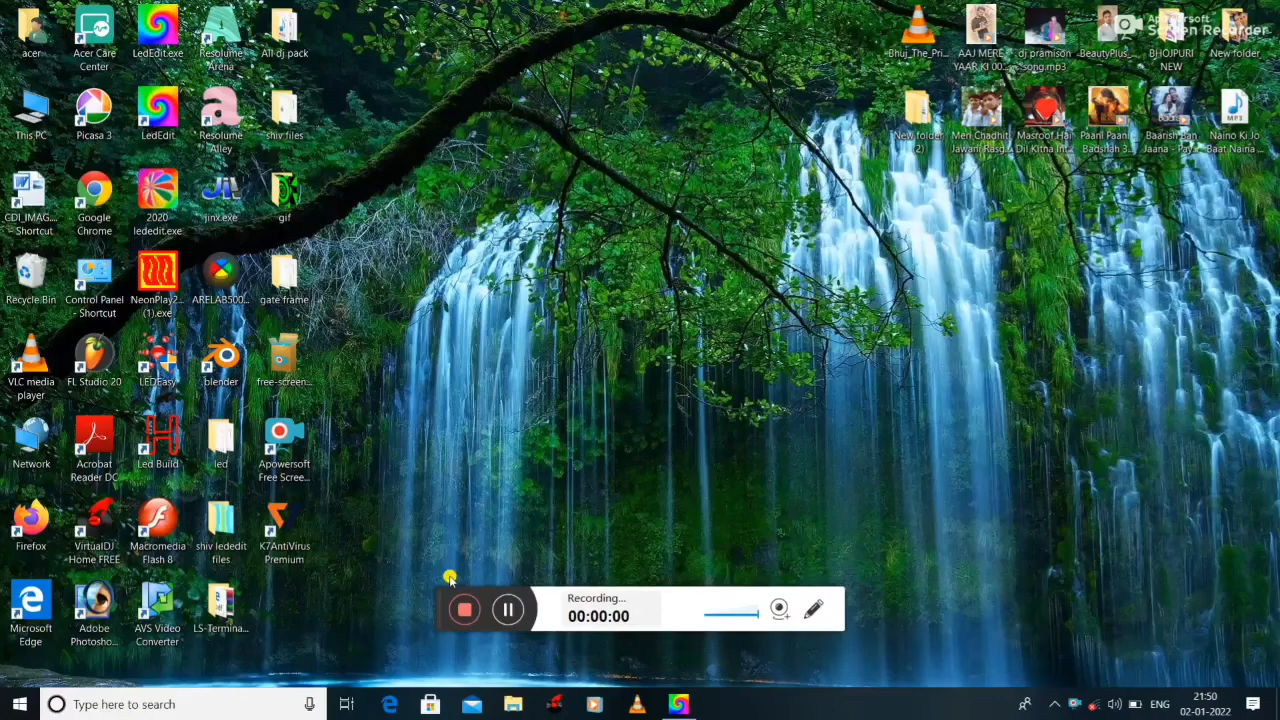 acer
Acer Care
Center
LedEdit.exe
Resolume
Arena
All dj pack
Bhuj_The_Pri...
AAJ MERE
YAAR KI 00...
dj pramison
song.mp3
BeautyPlus_...
BHOJPURI
NEW
New folder
Apowersoft
Screen Recorder
This PC
Picasa 3
LedEdit
Resolume
Alley
shiv files
New folder
(2)
Meri Chadhit
Jawani Rasg...
Masroof Hai
Dil Kitna Int...
Paani Paani
Badshah 3...
Baarish Ban
Jaana - Pay...
Naino Ki Jo
Baat Naina ...
MP3
CDI_IMAG...
- Shortcut
Google
Chrome
2020
lededit.exe
jinx.exe
gif
Recycle Bin
Control Panel
- Shortcut
NeonPlay2...
(1).exe
ARELAB500...
gate frame
VLC media
player
FL Studio 20
LEDEasy
blender
free-screen...
Network
Acrobat
Reader DC
Led Build
led
Apowersoft
Free Scree...
Firefox
VirtualDJ
Home FREE
Macromedia
Flash 8
shiv lededit
files
K7AntiVirus
Premium
Microsoft
Edge
Adobe
Photosho...
AVS Video
Converter
LS-Termina...
Recording...
00:00:00
Type here to search
ENG
21:50
02-01-2022